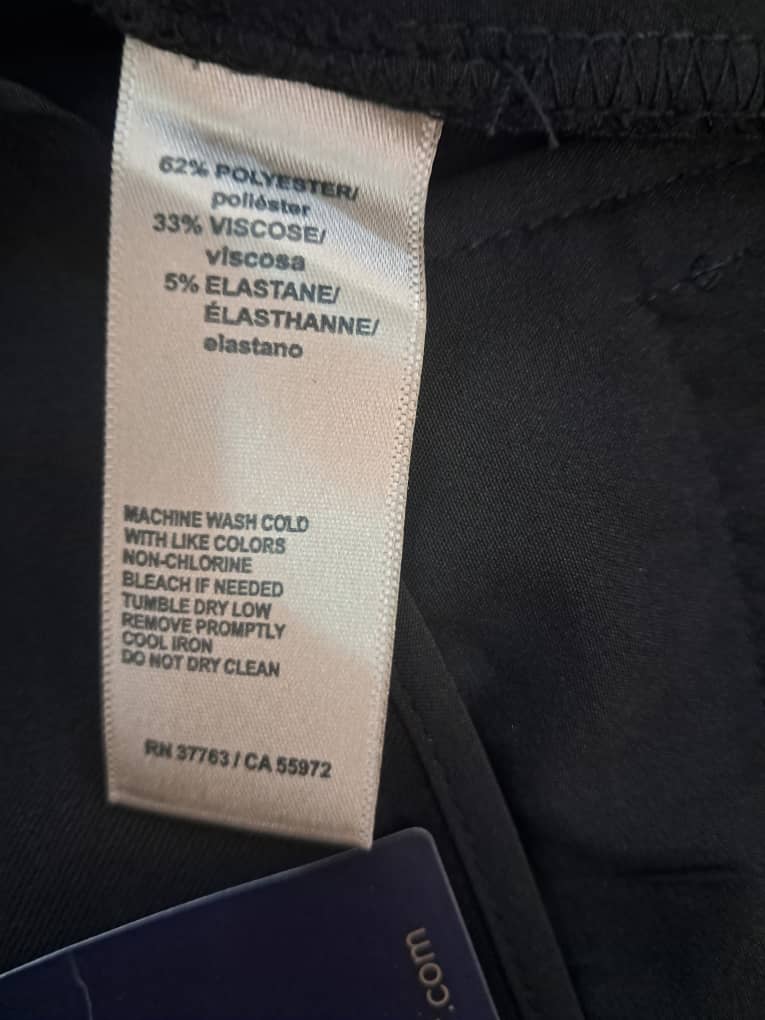 62% POLYESTER/
poliéster
33% VISCOSE/
viscosa
5% ELASTANE/
ÉLASTHANNE/
elastano
MACHINE WASH COLD
WITH LIKE COLORS
NON-CHLORINE
BLEACH IF NEEDED
TUMBLE DRY LOW
REMOVE PROMPTLY
COOL IRON
DO NOT DRY CLEAN
RN 37763 / CA 55972
.com